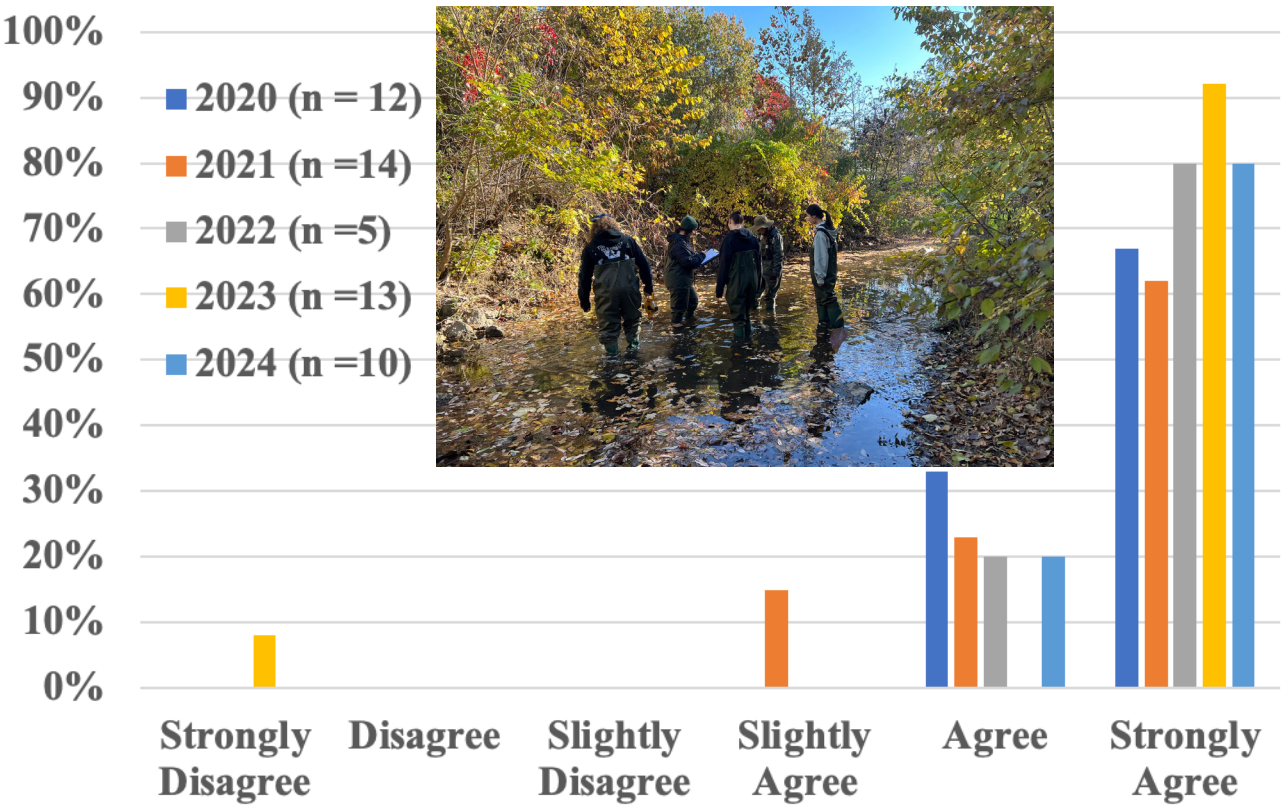 100%
90%
80%
70%
60%
50%
40%
30%
20%
10%
0%
2020 (n = 12)
2021 (n =14)
2022 (n =5)
2023 (n =13)
2024 (n =10)
Strongly
Disagree
Disagree
Slightly
Disagree
Slightly
Agree
Agree
Strongly
Agree